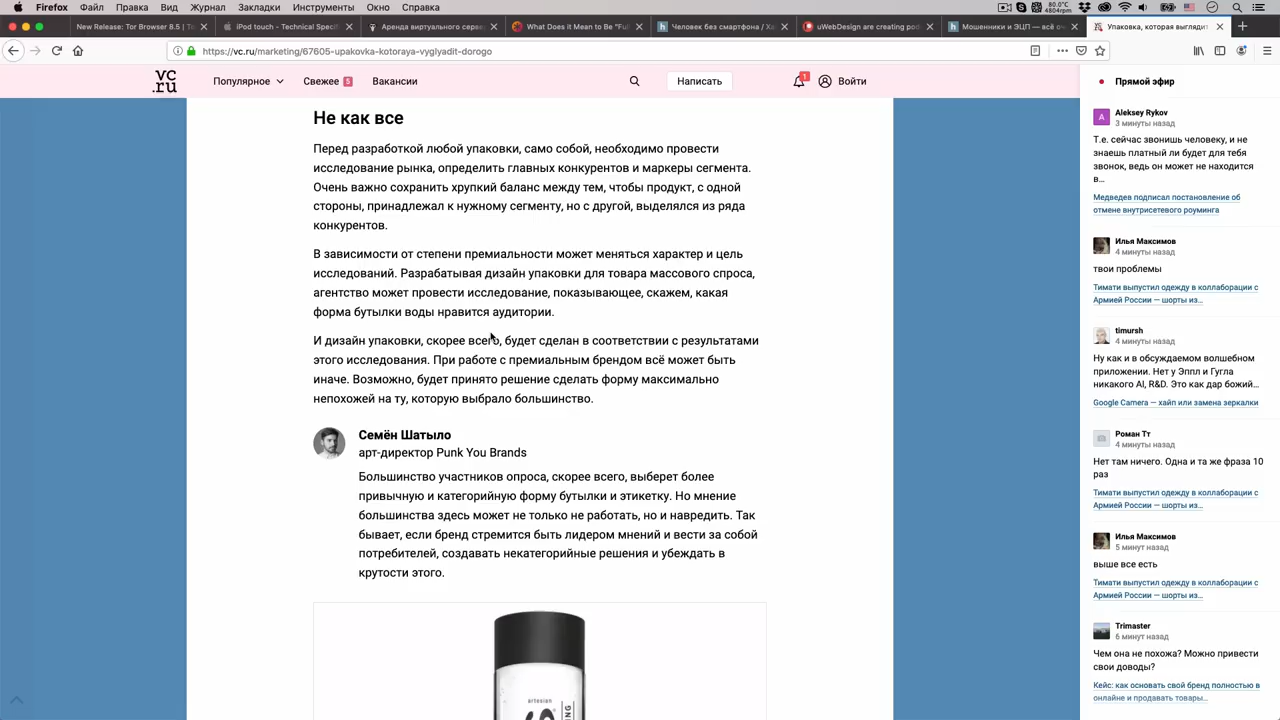 Firefox Файл Правка Вид Журнал Закладки Инструменты Окно Справка
80.0°C
New Release: Tor Browser 8.5 | T
iPod touch - Technical Specific
Аренда виртуального серве
What Does it Mean to Be "Full
Человек без смартфона / Ха
uWebDesign are creating pod
Мошенники и ЭЦП — всё оч
Упаковка, которая выглядит
https://vc.ru/marketing/67605-upakovka-kotoraya-vyglyadit-dorogo
vc
.ru
Популярное
Свежее 5
Вакансии
Написать
1
Войти
Не как все
Перед разработкой любой упаковки, само собой, необходимо провести
исследование рынка, определить главных конкурентов и маркеры сегмента.
Очень важно сохранить хрупкий баланс между тем, чтобы продукт, с одной
стороны, принадлежал к нужному сегменту, но с другой, выделялся из ряда
конкурентов.
В зависимости от степени премиальности может меняться характер и цель
исследований. Разрабатывая дизайн упаковки для товара массового спроса,
агентство может провести исследование, показывающее, скажем, какая
форма бутылки воды нравится аудитории.
И дизайн упаковки, скорее всего, будет сделан в соответствии с результатами
этого исследования. При работе с премиальным брендом всё может быть
иначе. Возможно, будет принято решение сделать форму максимально
непохожей на ту, которую выбрало большинство.
Семён Шатыло
арт-директор Punk You Brands
Большинство участников опроса, скорее всего, выберет более
привычную и категорийную форму бутылки и этикетку. Но мнение
большинства здесь может не только не работать, но и навредить. Так
бывает, если бренд стремится быть лидером мнений и вести за собой
потребителей, создавать некатегорийные решения и убеждать в
крутости этого.
artesian
Прямой эфир
A
Aleksey Rykov
3 минуты назад
Т.е. сейчас звонишь человеку, и не
знаешь платный ли будет для тебя
звонок, ведь он может не находится
в...
Медведев подписал постановление об
отмене внутрисетевого роуминга
Илья Максимов
4 минуты назад
твои проблемы
Тимати выпустил одежду в коллаборации с
Армией России — шорты из...
timursh
4 минуты назад
Ну как и в обсуждаемом волшебном
приложении. Нет у Эппл и Гугла
никакого AI, R&D. Это как дар божий...
Google Camera — хайп или замена зеркалки
Роман Тт
4 минуты назад
Нет там ничего. Одна и та же фраза 10
раз
Тимати выпустил одежду в коллаборации с
Армией России — шорты из...
Илья Максимов
5 минут назад
выше все есть
Тимати выпустил одежду в коллаборации с
Армией России — шорты из...
Trimaster
6 минут назад
Чем она не похожа? Можно привести
свои доводы?
Кейс: как основать свой бренд полностью в
онлайне и продавать товары...